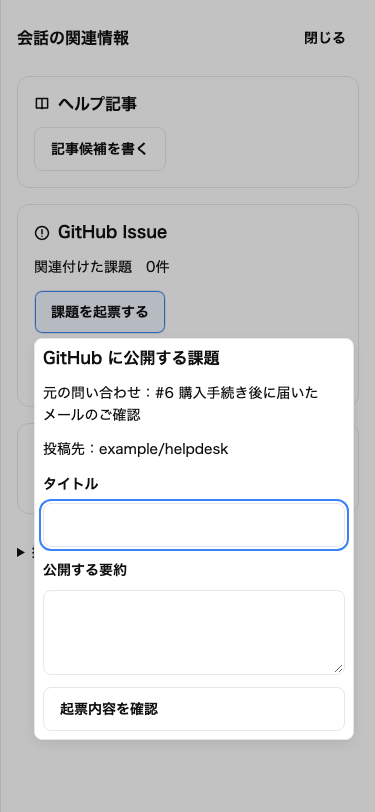 会話の関連情報
閉じる
ヘルプ記事
記事候補を書く
GitHub Issue
関連付けた課題 0件
課題を起票する
GitHub に公開する課題
元の問い合わせ：#6 購入手続き後に届いた
メールのご確認
投稿先：example/helpdesk
タイトル
公開する要約
起票内容を確認